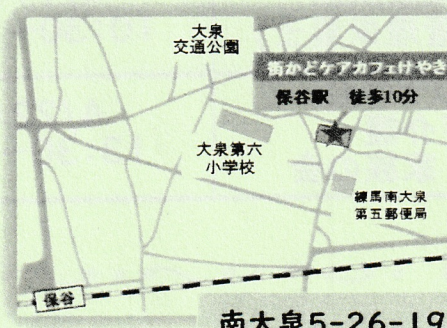 大泉
交通公園
街かどケアカフェけやき
保谷駅 徒歩10分
大泉第六
小学校
練馬南大泉
第五郵便局
保谷
南大泉5-26-19